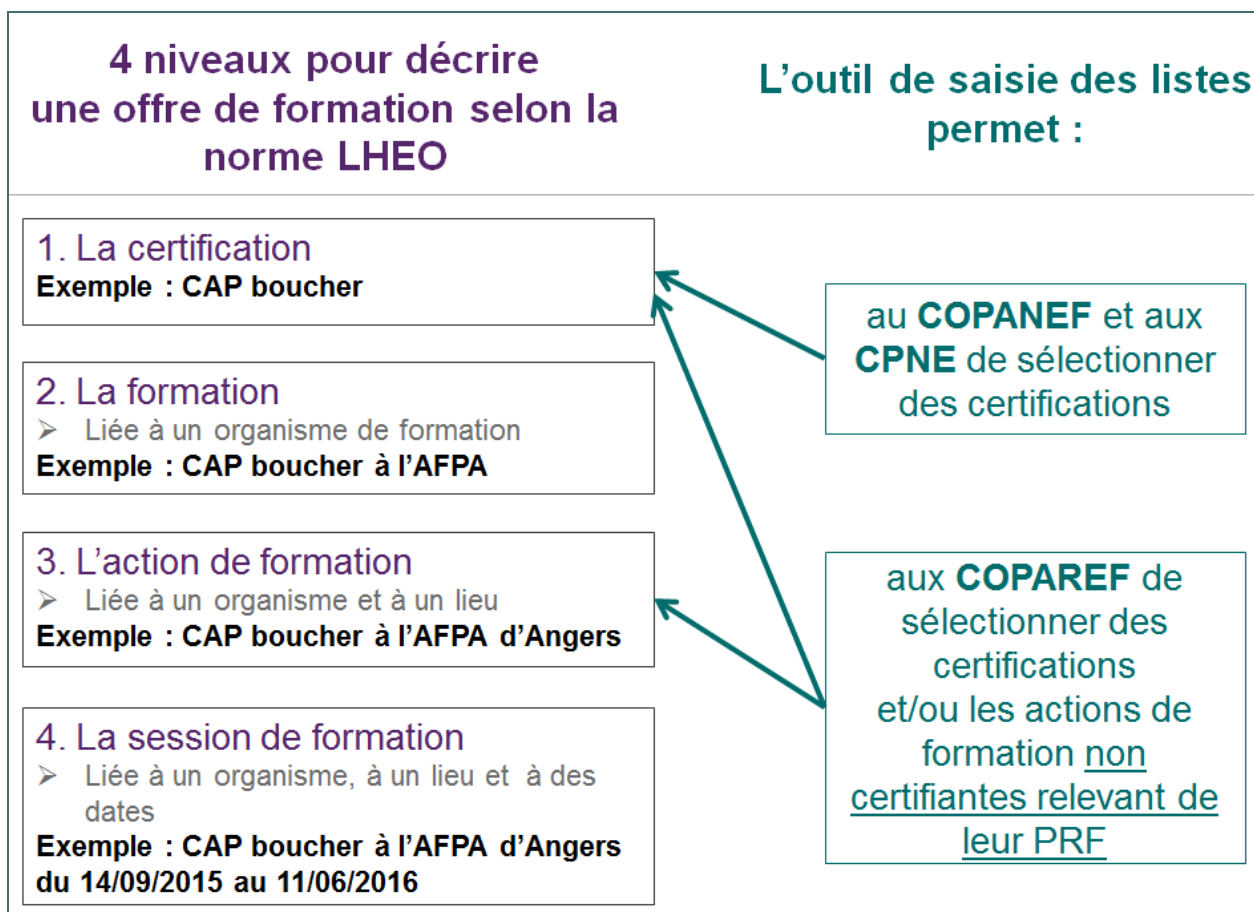 4 niveaux pour décrire
une offre de formation selon la
norme LHEO
L'outil de saisie des listes
permet :
1. La certification
Exemple : CAP boucher
2. La formation
➢ Liée à un organisme de formation
Exemple : CAP boucher à l'AFPA
3. L'action de formation
➢ Liée à un organisme et à un lieu
Exemple : CAP boucher à l'AFPA d'Angers
4. La session de formation
➢ Liée à un organisme, à un lieu et à des
dates
Exemple : CAP boucher à l'AFPA d'Angers
du 14/09/2015 au 11/06/2016
au COPANEF et aux
CPNE de sélectionner
des certifications
aux COPAREF de
sélectionner des
certifications
et/ou les actions de
formation non
certifiantes relevant de
leur PRF